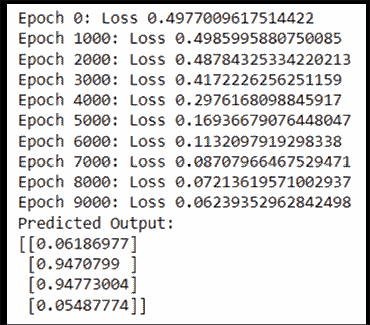 Epoch 0: Loss 0.4977009617514422
Epoch 1000: Loss 0.4985995880750085
Epoch 2000: Loss 0.48784325334220213
Epoch 3000: Loss 0.4172226256251159
Epoch 4000: Loss 0.2976168098845917
Epoch 5000: Loss 0.16936679076448047
Epoch 6000: Loss 0.1132097919298338
Epoch 7000: Loss 0.08707966467529471
Epoch 8000: Loss 0.07213619571002937
Epoch 9000: Loss 0.06239352962842498
Predicted Output:
[[0.06186977]
[0.9470799 ]
[0.94773004]
[0.05487774]]